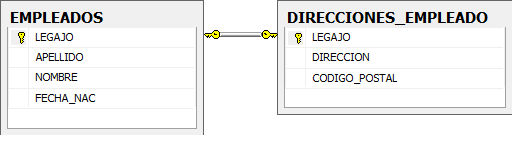 EMPLEADOS
LEGAJO
APELLIDO
NOMBRE
FECHA_NAC
DIRECCIONES_EMPLEADO
LEGAJO
DIRECCION
CODIGO_POSTAL